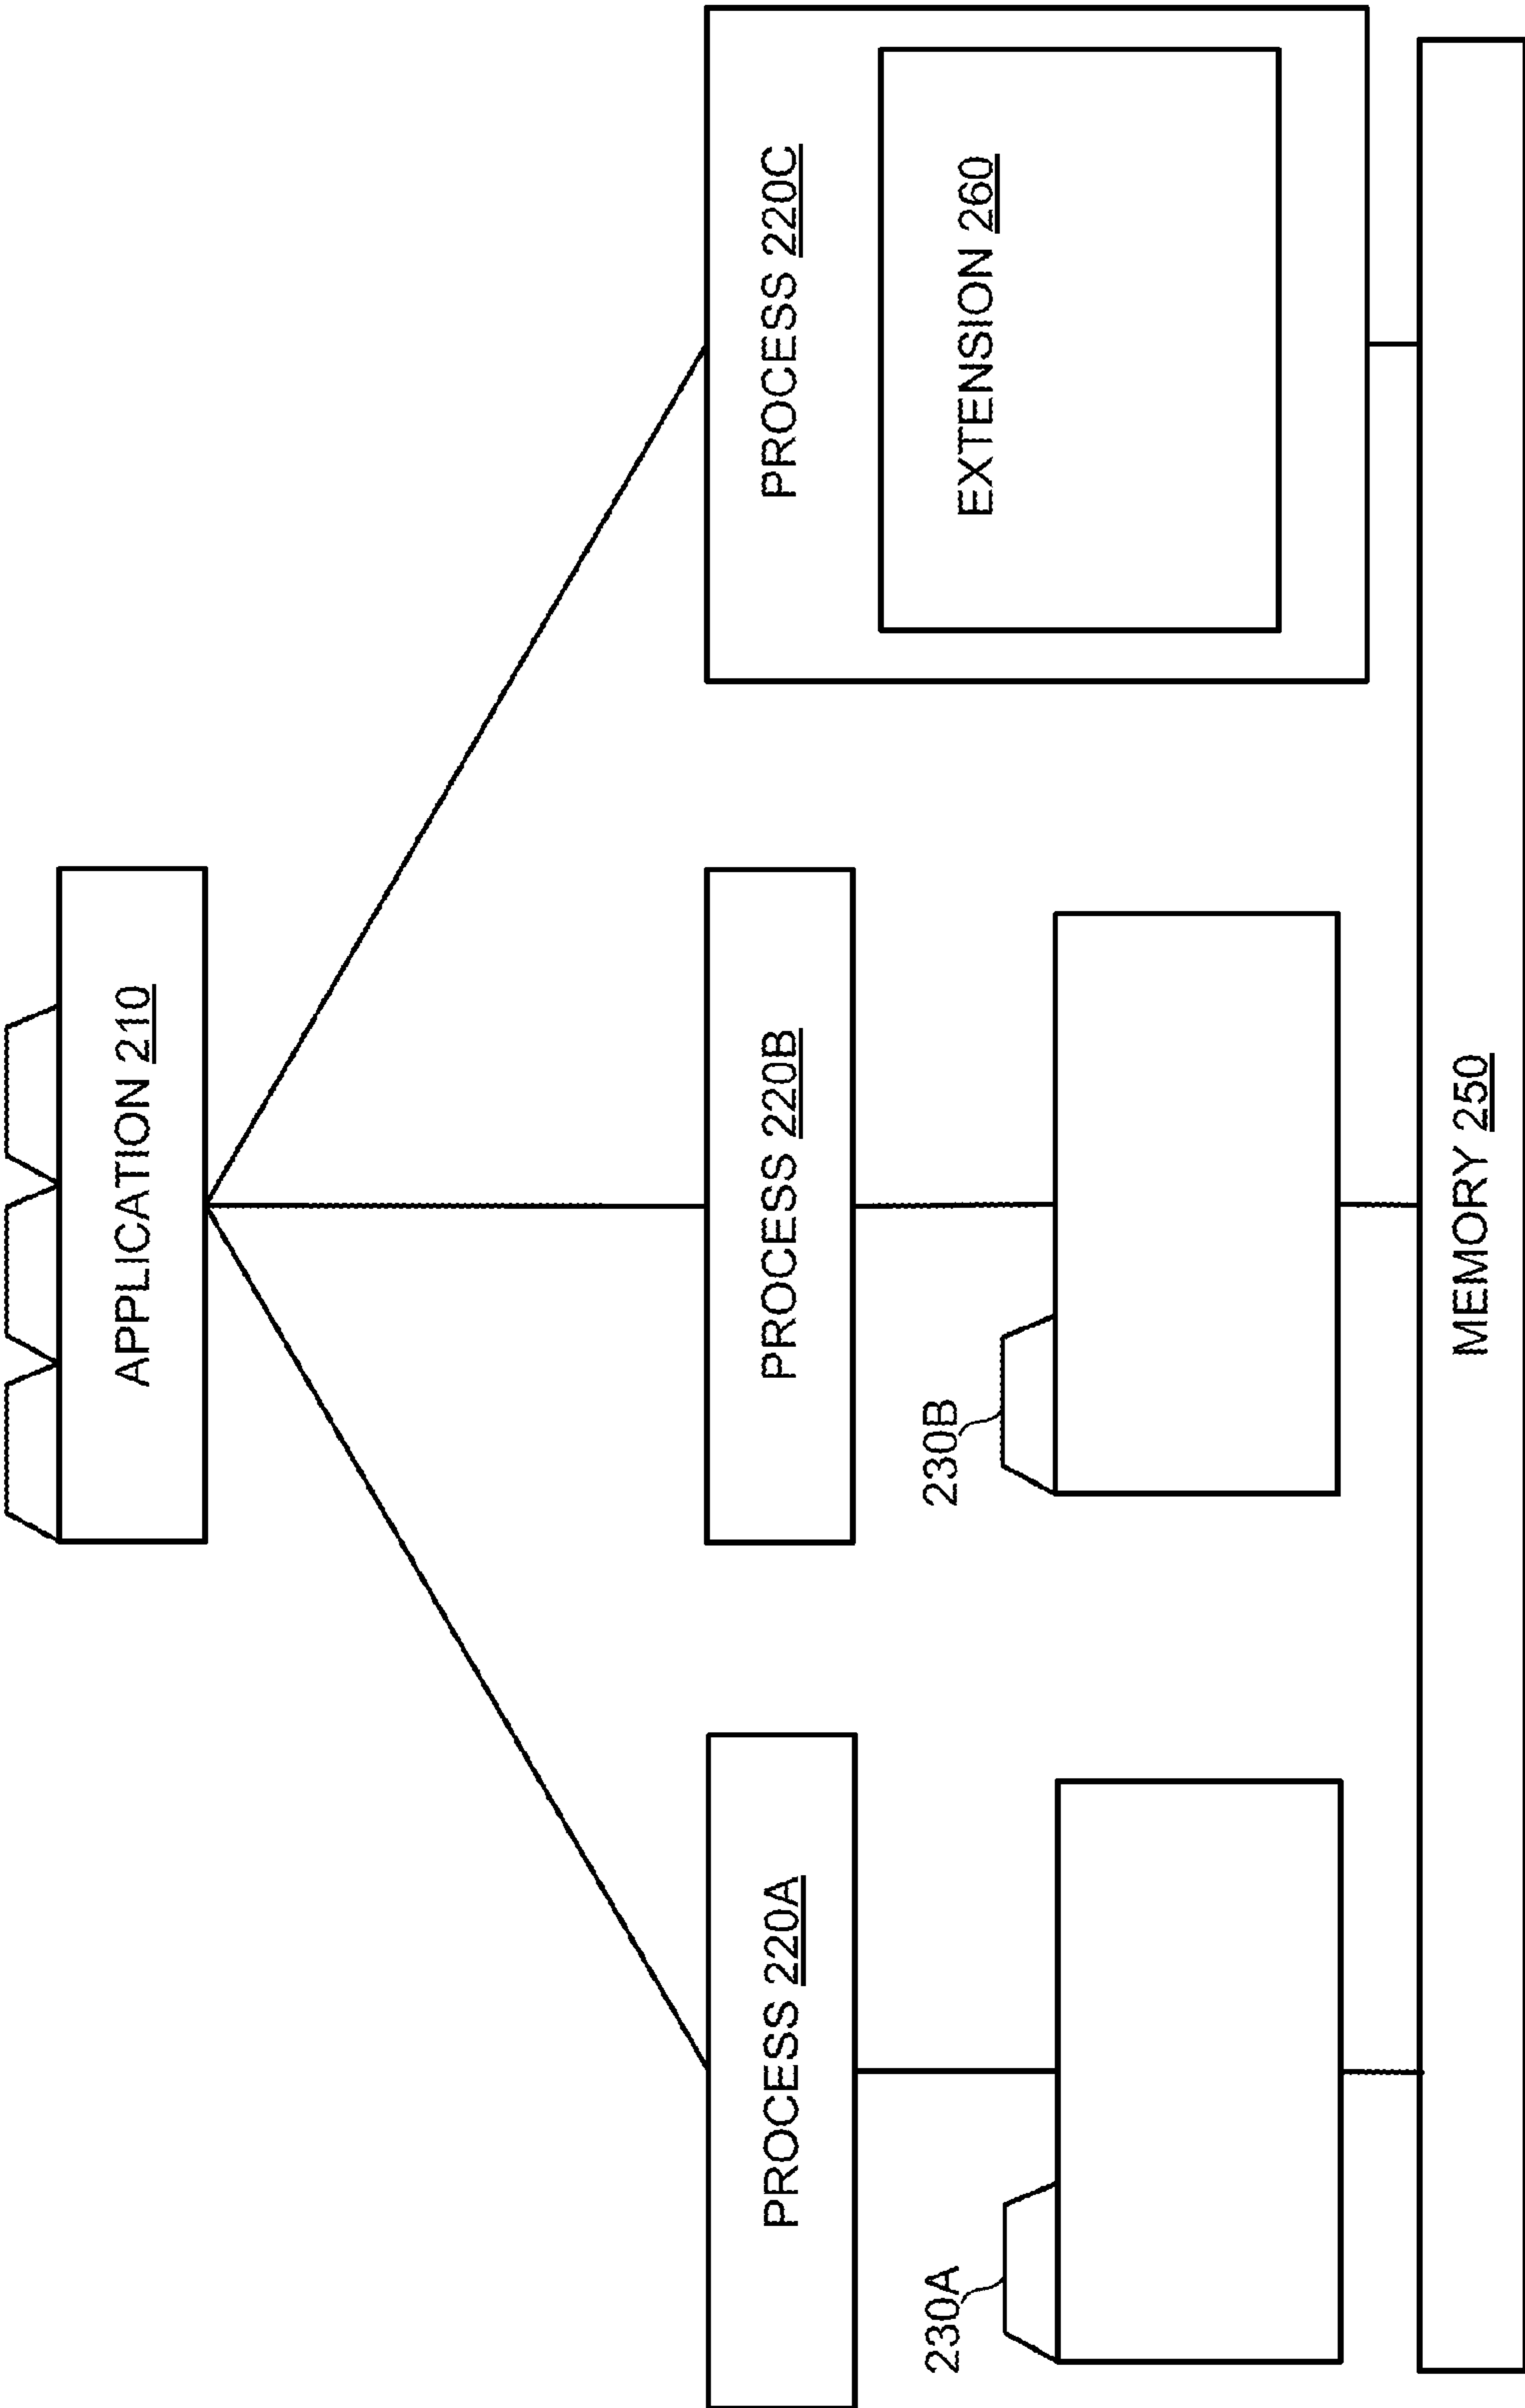 APPLICATION 210
PROCESS 220A
PROCESS 220B
PROCESS 220C
230A
230B
EXTENSION 260
MEMORY 250